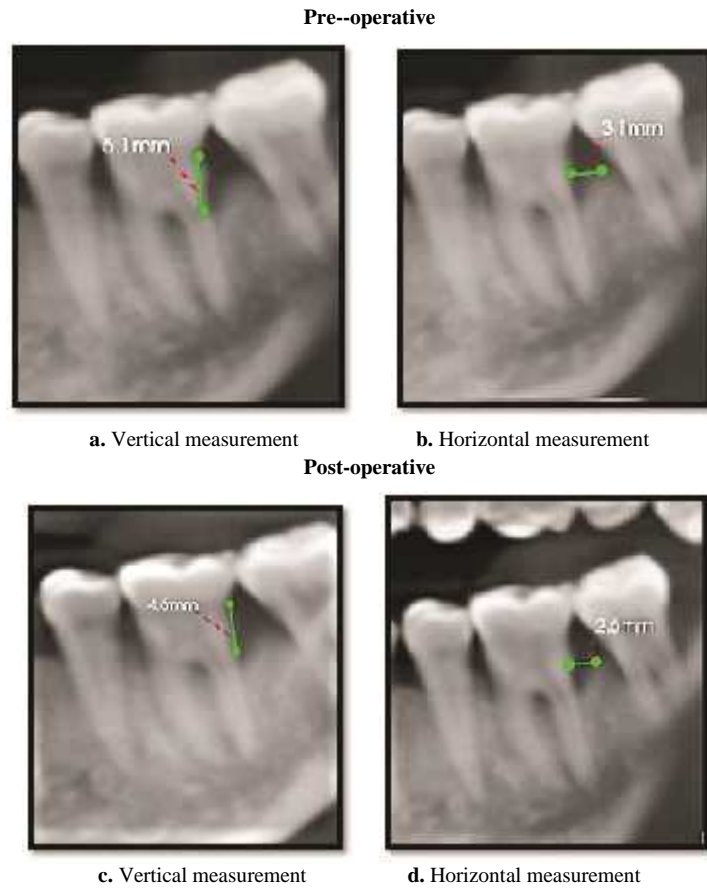 Pre--operative
3.1mm
a. Vertical measurement
b. Horizontal measurement
Post-operative
c. Vertical measurement
d. Horizontal measurement